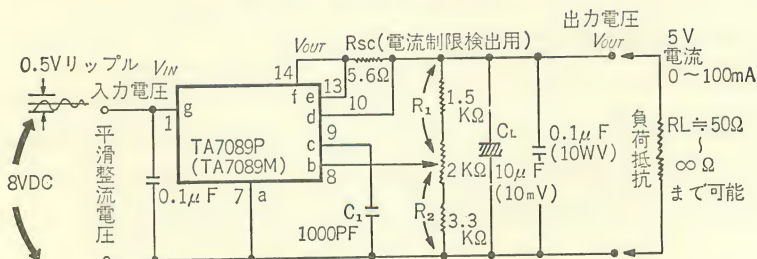 0.5Vリップル
VIN
入力電圧
平滑整流電圧
8VDC
0.1μF
g
1
TA7089P
(TA7089M)
7
a
f
e
d
c
b
14
13
10
9
8
VOUT
Rsc(電流制限検出用)
5.6Ω
C1
1000PF
R1
1.5
KΩ
2KΩ
R2
3.3
KΩ
CL
10μF
(10mV)
0.1μF
(10WV)
出力電圧
VOUT
5V
電流
0~100mA
負荷抵抗
RL≒50Ω
~
∞Ω
まで可能